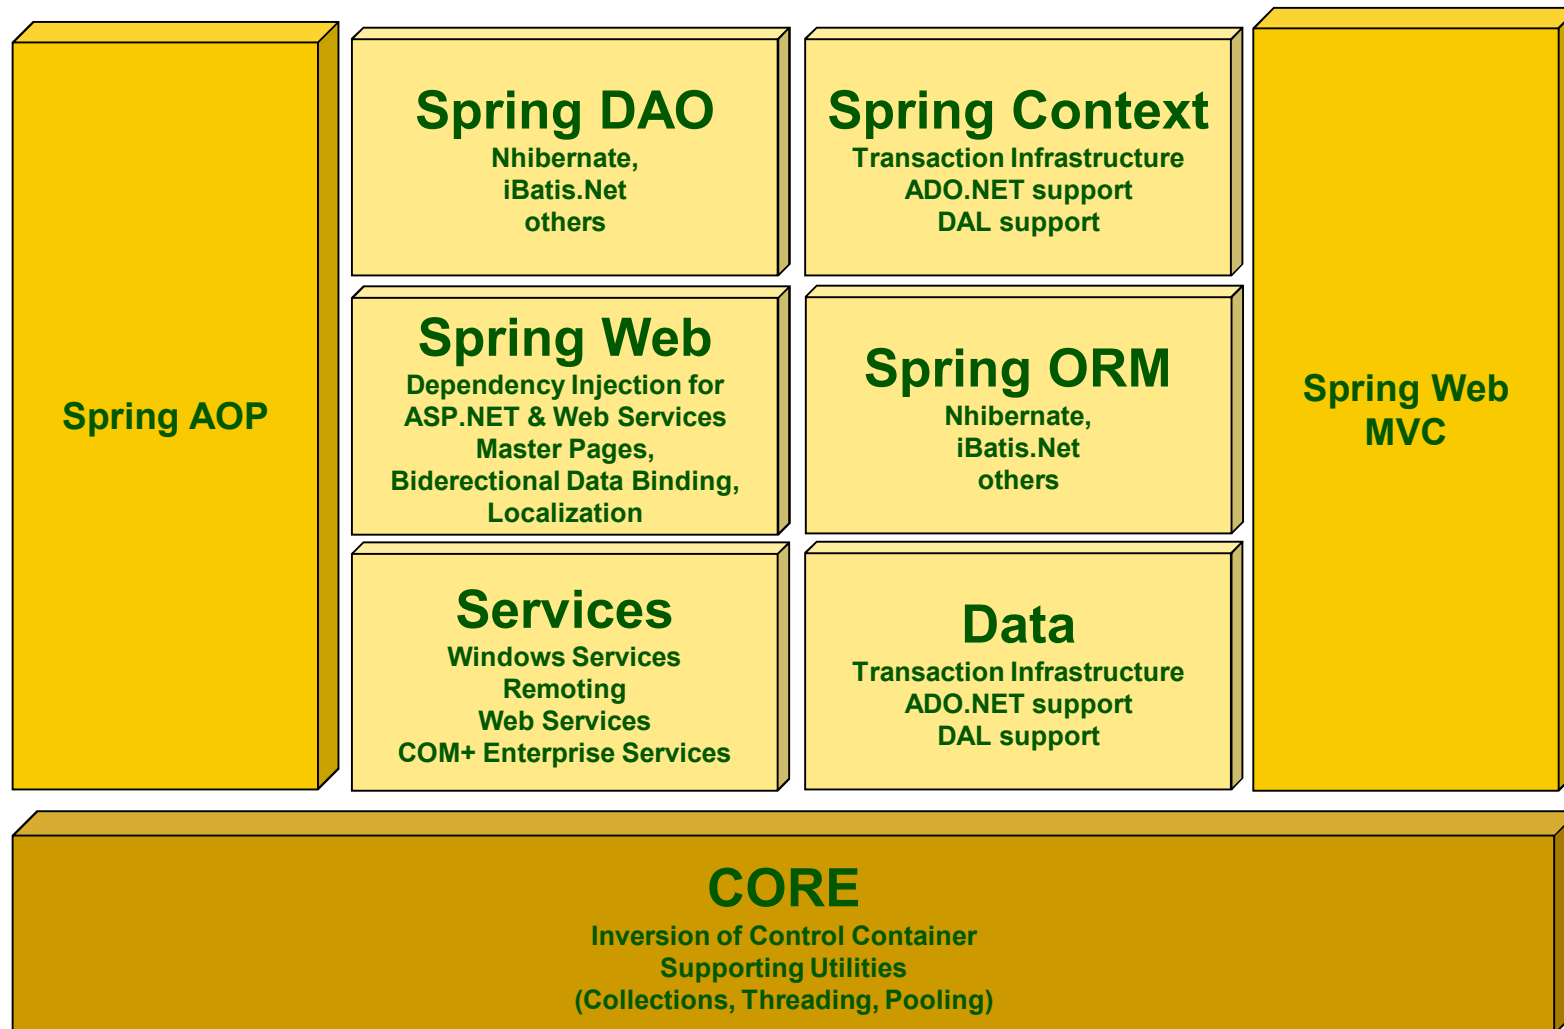 Spring AOP
Spring DAO
Nhibernate,
iBatis.Net
others
Spring Context
Transaction Infrastructure
ADO.NET support
DAL support
Spring Web
Dependency Injection for
ASP.NET & Web Services
Master Pages,
Biderectional Data Binding,
Localization
Spring ORM
Nhibernate,
iBatis.Net
others
Services
Windows Services
Remoting
Web Services
COM+ Enterprise Services
Data
Transaction Infrastructure
ADO.NET support
DAL support
Spring Web
MVC
CORE
Inversion of Control Container
Supporting Utilities
(Collections, Threading, Pooling)